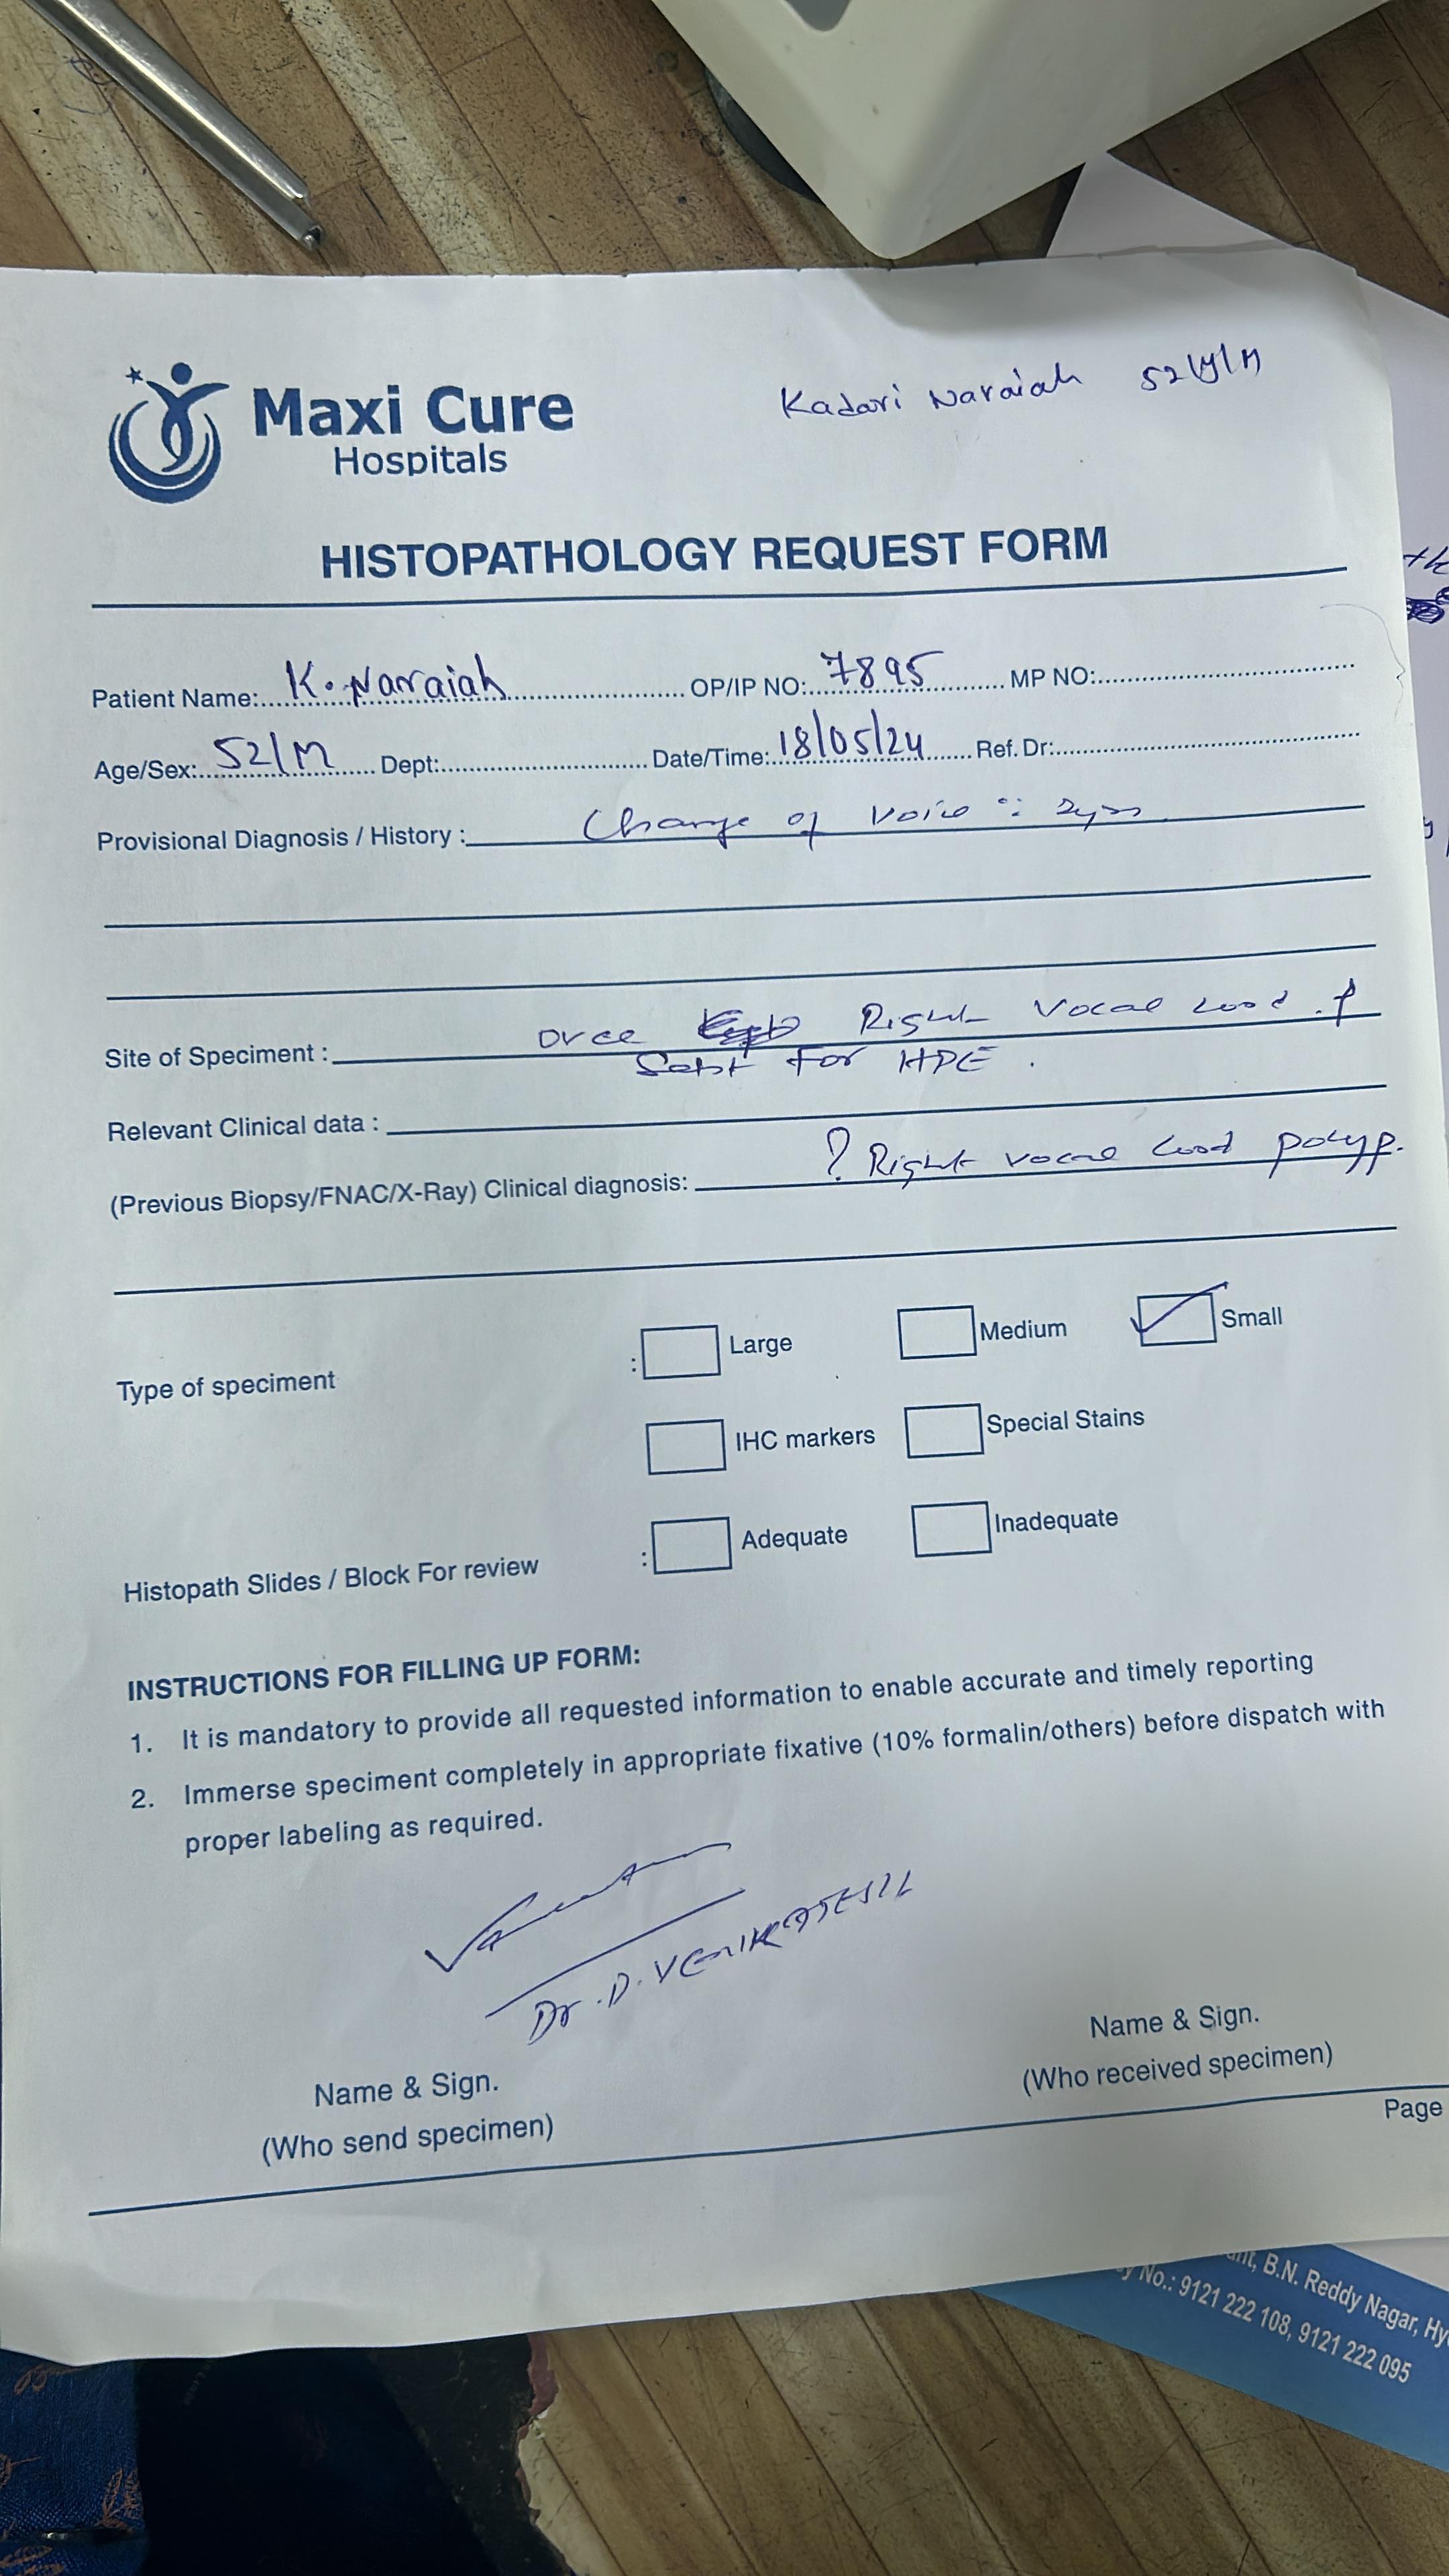 Maxi Cure
Hospitals
Kadari Naraiah 52/y/M
HISTOPATHOLOGY REQUEST FORM
Patient Name: K. Naraiah OP/IP NO: 7895 MP NO:
Age/Sex: 52/M Dept: Date/Time: 18/05/24 Ref. Dr:
Provisional Diagnosis / History : Change of voice : 2yrs
Site of Specimen : Right Vocal cord
Sent For HPE .
Relevant Clinical data :
(Previous Biopsy/FNAC/X-Ray) Clinical diagnosis: ? Right vocal cord polyp.
Type of speciment : Large Medium Small
IHC markers Special Stains
Histopath Slides / Block For review : Adequate Inadequate
INSTRUCTIONS FOR FILLING UP FORM:
1. It is mandatory to provide all requested information to enable accurate and timely reporting
2. Immerse speciment completely in appropriate fixative (10% formalin/others) before dispatch with
proper labeling as required.
Dr. D.
Name & Sign.
(Who send specimen)
Name & Sign.
(Who received specimen)
Page
B.N. Reddy Nagar,
No.: 9121 222 108, 9121 222 095